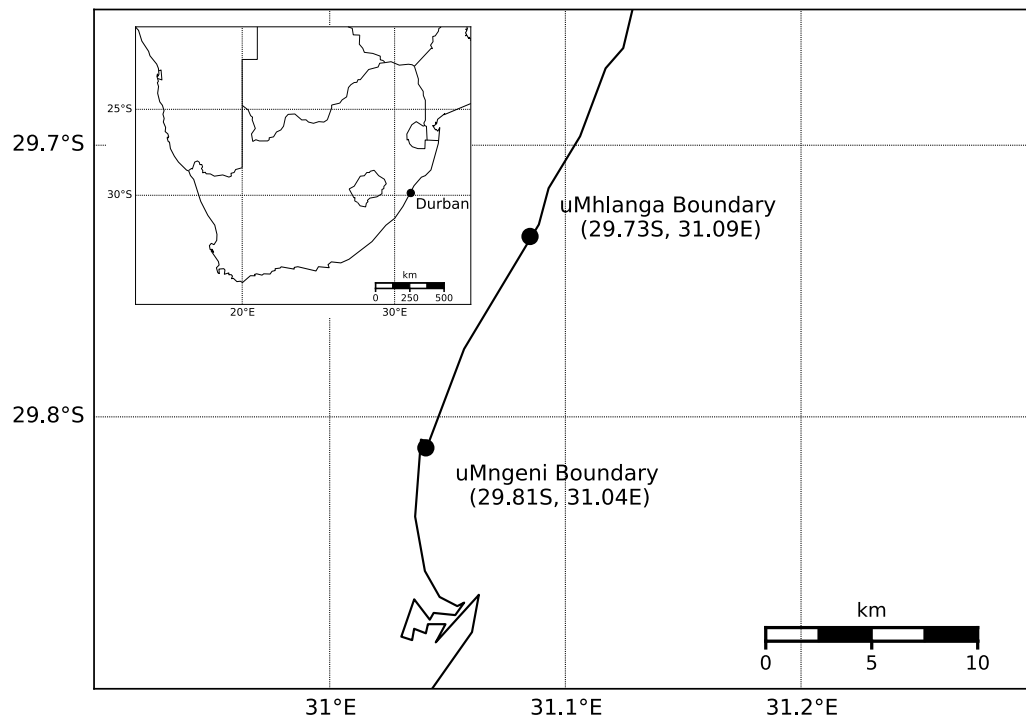 25°S
30°S
20°E
30°E
Durban
km
0 250 500
29.7°S
29.8°S
uMhlanga Boundary
(29.73S, 31.09E)
uMngeni Boundary
(29.81S, 31.04E)
km
0 5 10
31°E
31.1°E
31.2°E